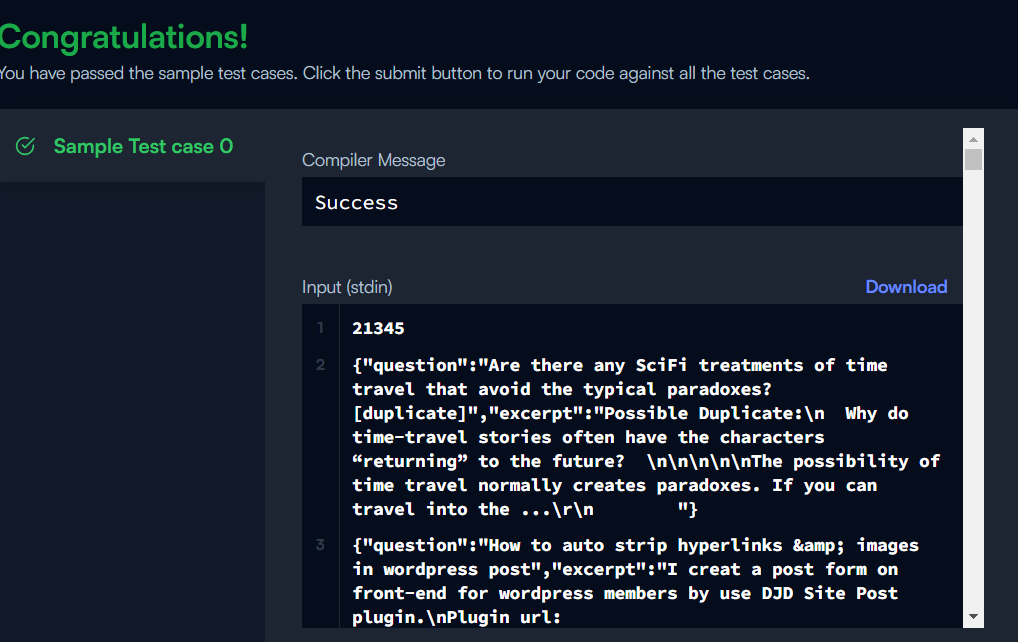 Congratulations!
You have passed the sample test cases. Click the submit button to run your code against all the test cases.
Sample Test case 0
Compiler Message
Success
Input (stdin)
Download
1
21345
2
{"question":"Are there any SciFi treatments of time
travel that avoid the typical paradoxes?
[duplicate]","excerpt":"Possible Duplicate:\n  Why do
time-travel stories often have the characters
“returning” to the future?  \n\n\n\n\nThe possibility of
time travel normally creates paradoxes. If you can
travel into the ...\r\n        "}
3
{"question":"How to auto strip hyperlinks &amp; images
in wordpress post","excerpt":"I creat a post form on
front-end for wordpress members by use DJD Site Post
plugin.\nPlugin url: